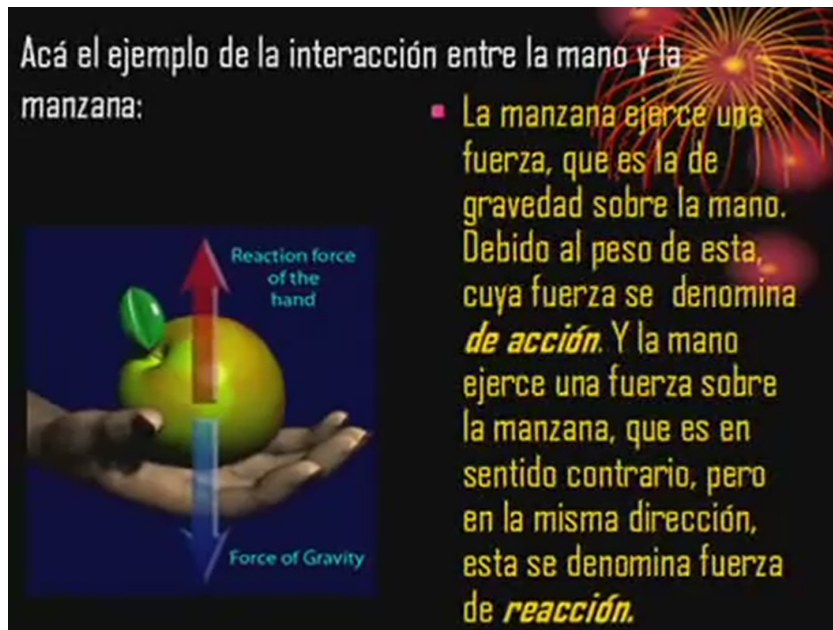 Acá el ejemplo de la interacción entre la mano y la
manzana:
La manzana ejerce una
fuerza, que es la de
gravedad sobre la mano.
Debido al peso de esta,
cuya fuerza se denomina
de acción. Y la mano
ejerce una fuerza sobre
la manzana, que es en
sentido contrario, pero
en la misma dirección,
esta se denomina fuerza
de reacción.
Reaction force
of the
hand
Force of Gravity